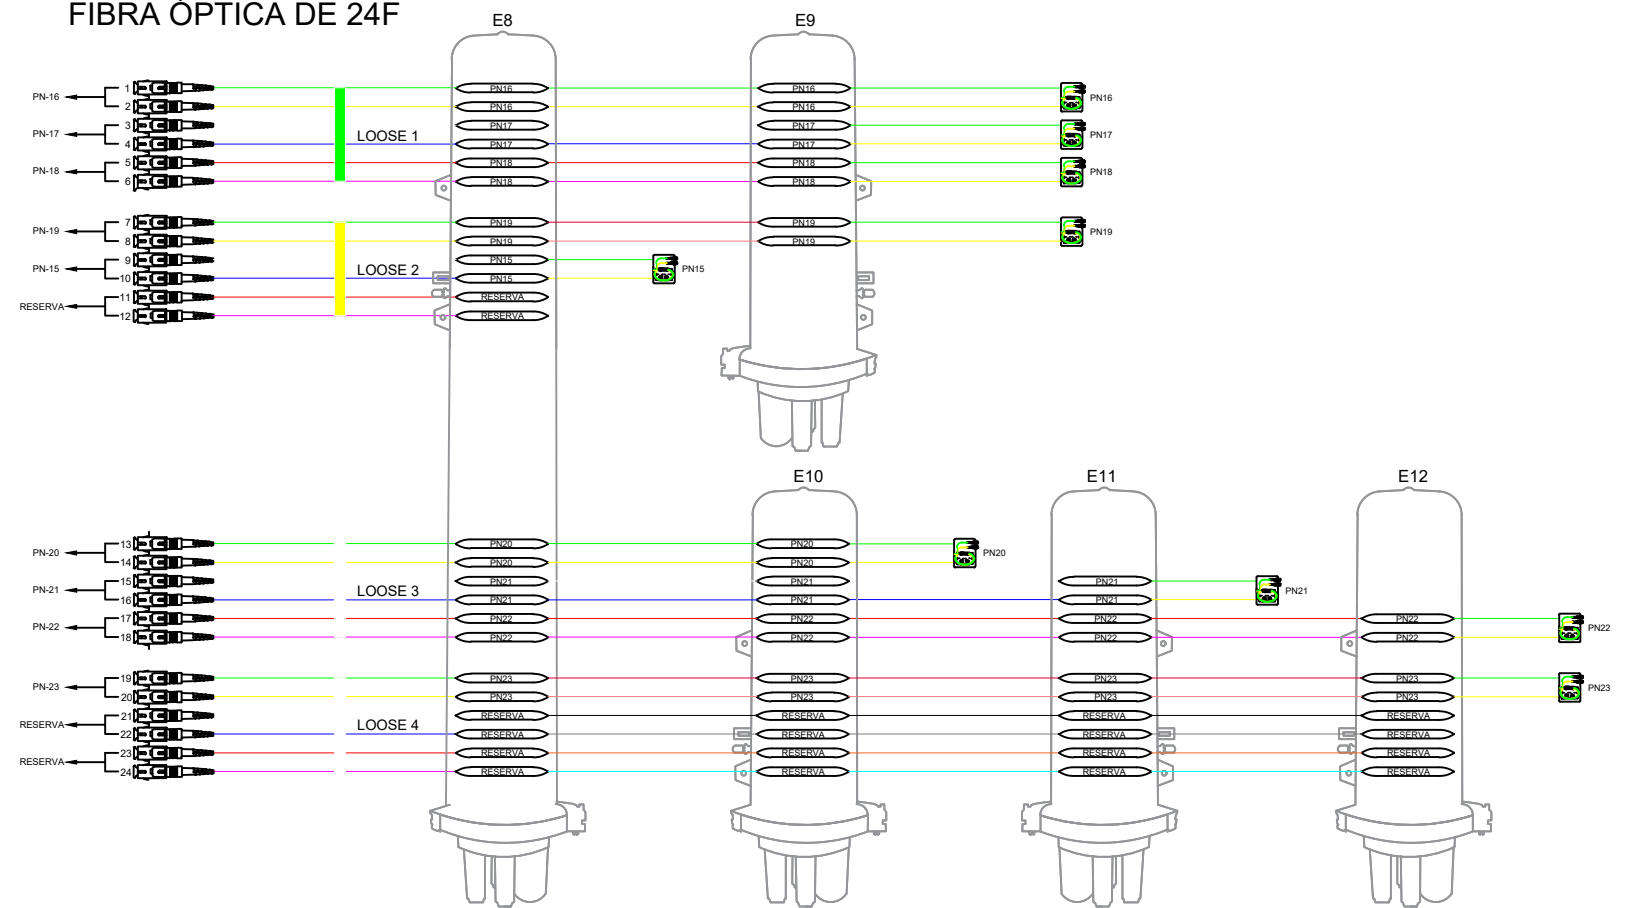 FIBRA ÓPTICA DE 24F
E8
E9
PN-16
1
PN16
PN16
PN16
2
PN16
PN16
PN-17
3
PN17
PN17
PN17
4
LOOSE 1
PN17
PN17
PN-18
5
PN18
PN18
PN18
6
PN18
PN18
PN-19
7
PN19
PN19
PN19
8
PN19
PN19
PN-15
9
PN15
PN15
10
LOOSE 2
PN15
RESERVA
11
RESERVA
12
RESERVA
E10
E11
E12
PN-20
13
PN20
PN20
PN20
14
PN20
PN20
PN-21
15
PN21
PN21
PN21
PN21
16
LOOSE 3
PN21
PN21
PN21
PN-22
17
PN22
PN22
PN22
PN22
PN22
18
PN22
PN22
PN22
PN22
PN-23
19
PN23
PN23
PN23
PN23
PN23
20
PN23
PN23
PN23
PN23
RESERVA
21
RESERVA
RESERVA
RESERVA
RESERVA
22
LOOSE 4
RESERVA
RESERVA
RESERVA
RESERVA
RESERVA
23
RESERVA
RESERVA
RESERVA
RESERVA
24
RESERVA
RESERVA
RESERVA
RESERVA